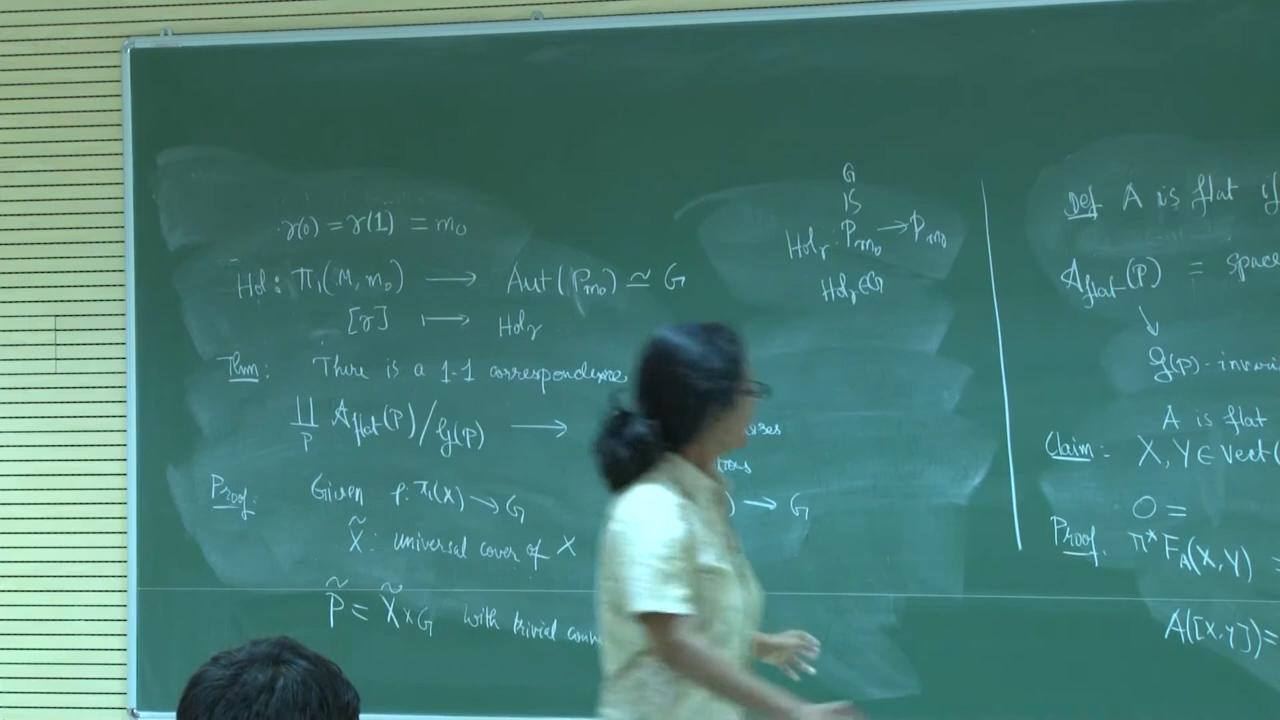 γ(0) = γ(1) = m₀
Hol : π₁(M, m₀) → Aut(P_{m₀}) ≃ G
[γ] ↦ Hol_γ
Thm: There is a 1-1 correspondence
∐_P 𝒜_flat(P)/𝒢(P) →
→ G
Proof: Given ρ: π₁(X) → G
X̃: universal cover of X
P̃ = X̃ × G with trivial
G
IS
Hol_γ : P_{m₀} → P_{m₀}
Hol_γ ∈ G
Def A is flat if
𝒜_flat(P) = space
↓
𝒢(P)-invari
A is flat
Claim: X, Y ∈ Vect(
0 =
Proof. π*F_A(X, Y) =
A([X, Y]) =